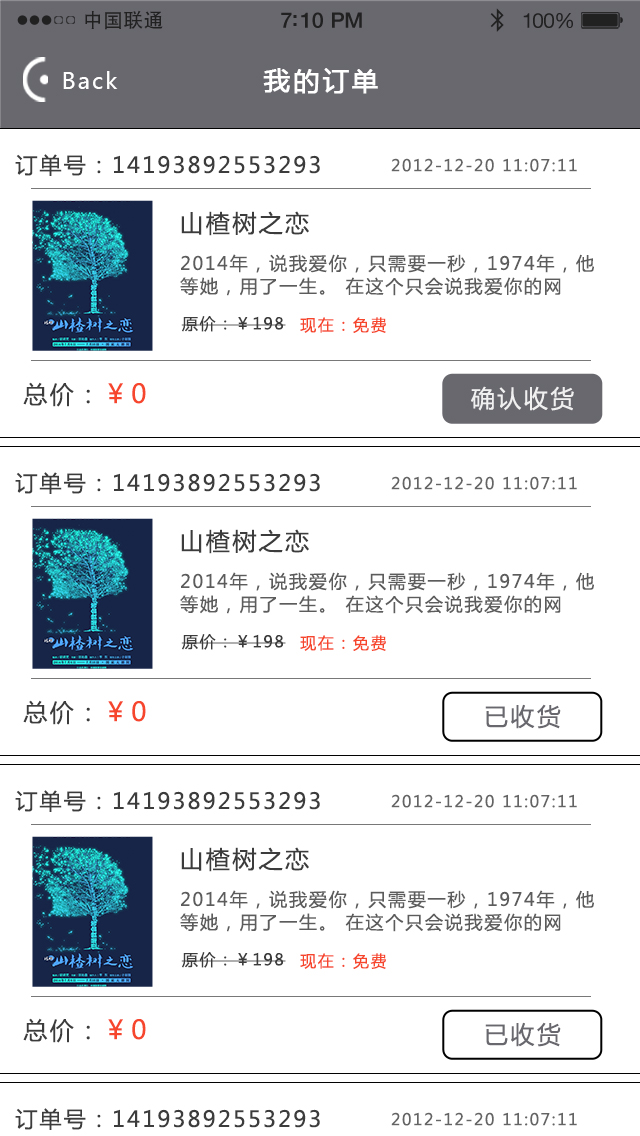 中国联通 7:10 PM 100%
Back 我的订单
订单号：14193892553293 2012-12-20 11:07:11
山楂树之恋
山楂树之恋
2014年，说我爱你，只需要一秒，1974年，他
等她，用了一生。 在这个只会说我爱你的网
原价：￥198 现在：免费
总价：￥0 确认收货
订单号：14193892553293 2012-12-20 11:07:11
山楂树之恋
山楂树之恋
2014年，说我爱你，只需要一秒，1974年，他
等她，用了一生。 在这个只会说我爱你的网
原价：￥198 现在：免费
总价：￥0 已收货
订单号：14193892553293 2012-12-20 11:07:11
山楂树之恋
山楂树之恋
2014年，说我爱你，只需要一秒，1974年，他
等她，用了一生。 在这个只会说我爱你的网
原价：￥198 现在：免费
总价：￥0 已收货
订单号：14193892553293 2012-12-20 11:07:11